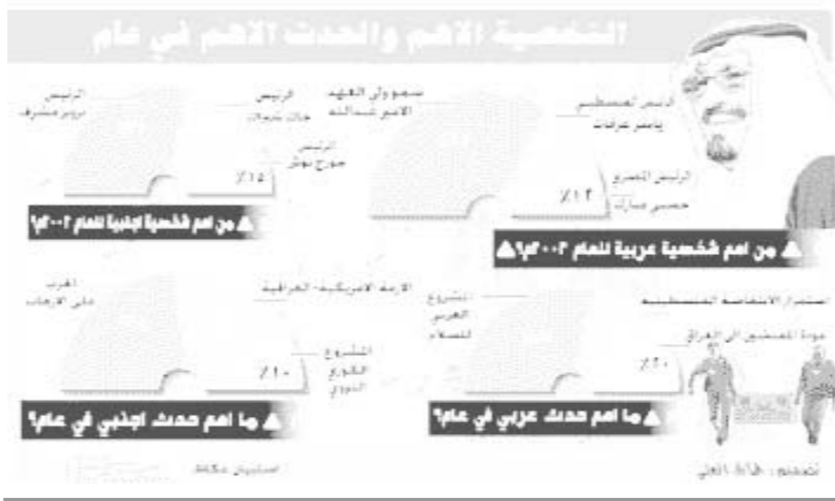 الشخصية الاهم والحدث الاهم في عام
سمو ولي العهد
الامير عبدالله
الرئيس الفلسطيني
ياسر عرفات
الرئيس المصري
حسني مبارك
٪١٢
من اهم شخصية عربية للعام ٢٠٠٢م؟
الرئيس
برويز مشرف
الرئيس
جاك شيراك
الرئيس
جورج بوش
٪١٥
من اهم شخصية اجنبية للعام ٢٠٠٢م؟
استمرار الانتفاضة الفلسطينية
المشروع
العربي
للسلام
عودة المفتشين الى العراق
٪٢٠
ما اهم حدث عربي في عام؟
الحرب
على الارهاب
الازمة الامريكية - العراقية
المشروع
الكوري
النووي
٪١٠
ما اهم حدث اجنبي في عام؟
تصميم: